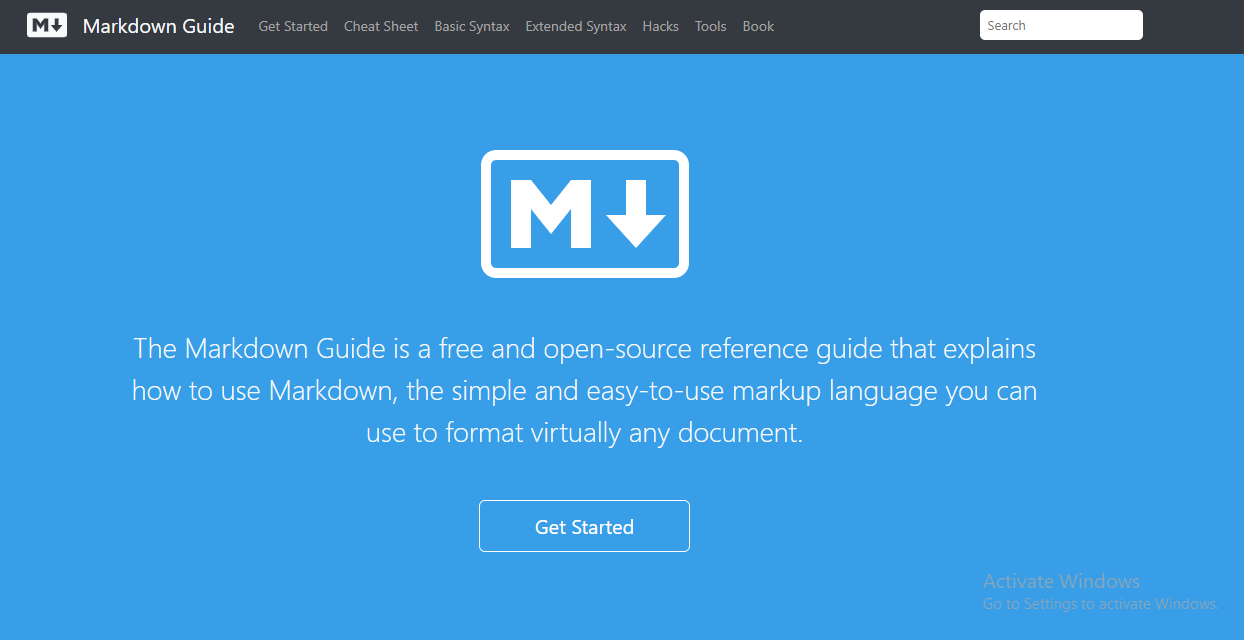 M Markdown Guide Get Started Cheat Sheet Basic Syntax Extended Syntax Hacks Tools Book Search
M
The Markdown Guide is a free and open-source reference guide that explains
how to use Markdown, the simple and easy-to-use markup language you can
use to format virtually any document.
Get Started
Activate Windows
Go to Settings to activate Windows.